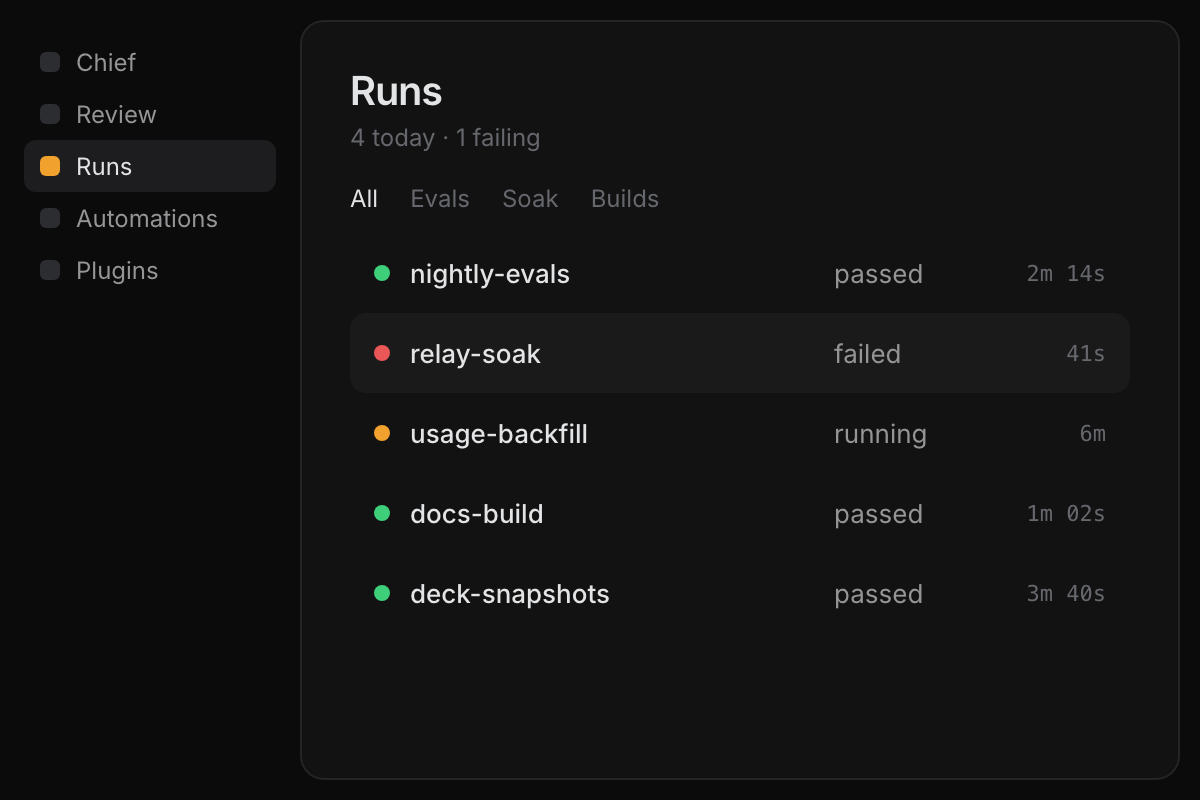 Chief
Review
Runs
Automations
Plugins
Runs
4 today · 1 failing
All Evals Soak Builds
nightly-evals passed 2m 14s
relay-soak failed 41s
usage-backfill running 6m
docs-build passed 1m 02s
deck-snapshots passed 3m 40s